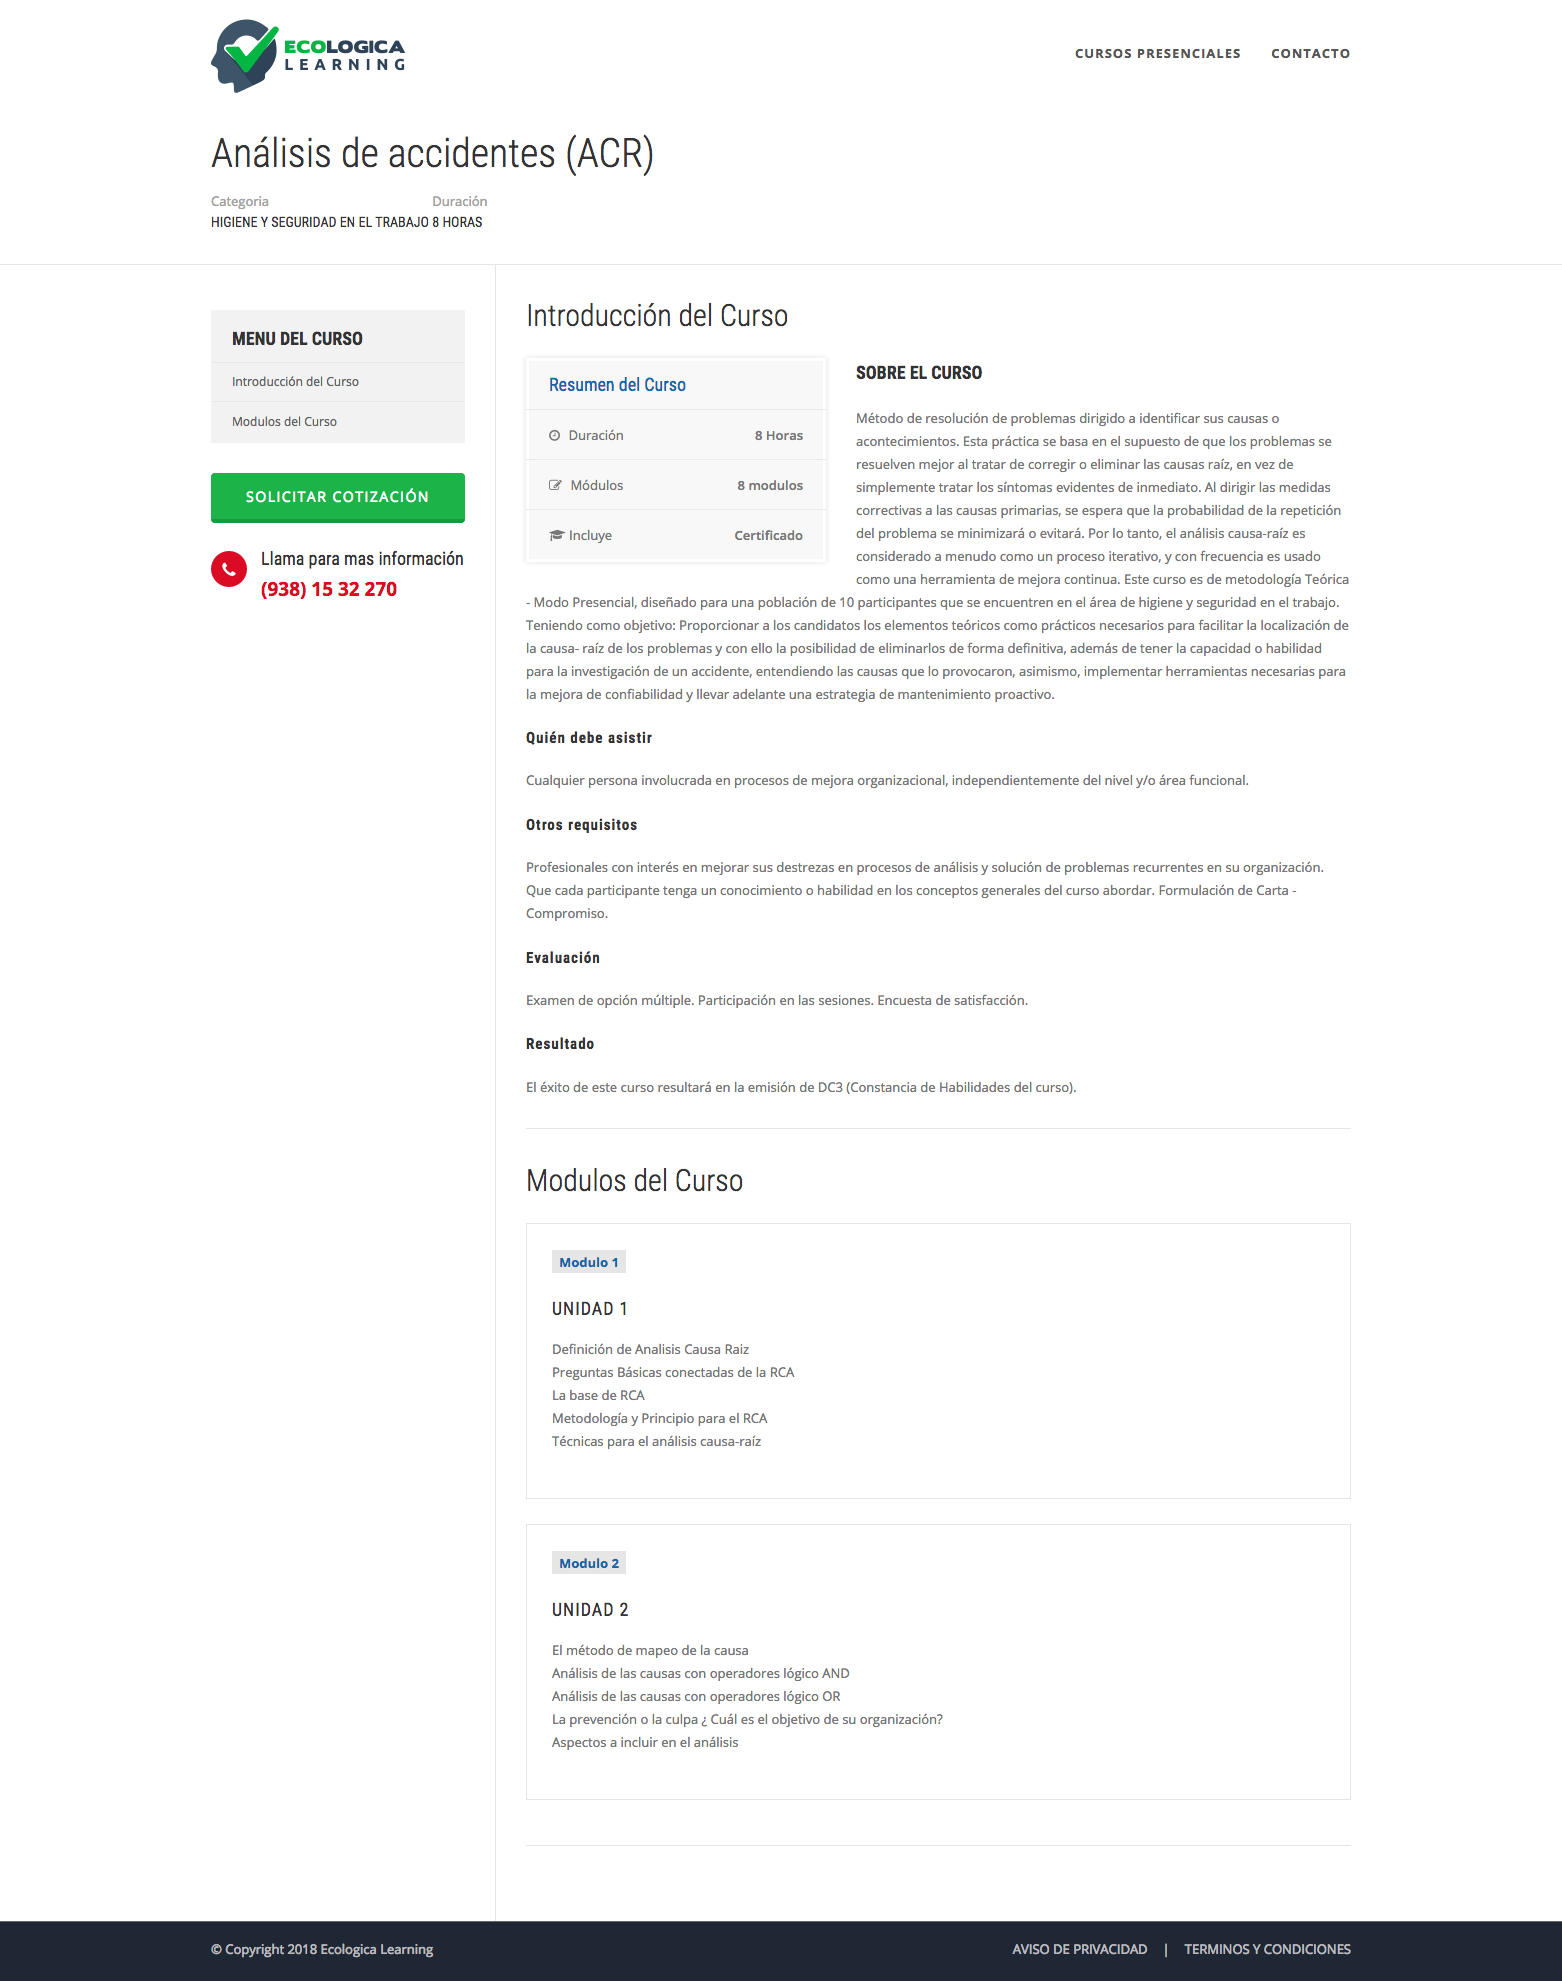 ECOLOGICA
LEARNING
CURSOS PRESENCIALES
CONTACTO
Análisis de accidentes (ACR)
Categoria
Duración
HIGIENE Y SEGURIDAD EN EL TRABAJO
8 HORAS
MENU DEL CURSO
Introducción del Curso
Modulos del Curso
SOLICITAR COTIZACIÓN
Llama para mas información
(938) 15 32 270
Introducción del Curso
Resumen del Curso
Duración 8 Horas
Módulos 8 modulos
Incluye Certificado
SOBRE EL CURSO
Método de resolución de problemas dirigido a identificar sus causas o
acontecimientos. Esta práctica se basa en el supuesto de que los problemas se
resuelven mejor al tratar de corregir o eliminar las causas raíz, en vez de
simplemente tratar los síntomas evidentes de inmediato. Al dirigir las medidas
correctivas a las causas primarias, se espera que la probabilidad de la repetición
del problema se minimizará o evitará. Por lo tanto, el análisis causa-raíz es
considerado a menudo como un proceso iterativo, y con frecuencia es usado
como una herramienta de mejora continua. Este curso es de metodología Teórica
- Modo Presencial, diseñado para una población de 10 participantes que se encuentren en el área de higiene y seguridad en el trabajo.
Teniendo como objetivo: Proporcionar a los candidatos los elementos teóricos como prácticos necesarios para facilitar la localización de
la causa- raíz de los problemas y con ello la posibilidad de eliminarlos de forma definitiva, además de tener la capacidad o habilidad
para la investigación de un accidente, entendiendo las causas que lo provocaron, asimismo, implementar herramientas necesarias para
la mejora de confiabilidad y llevar adelante una estrategia de mantenimiento proactivo.
Quién debe asistir
Cualquier persona involucrada en procesos de mejora organizacional, independientemente del nivel y/o área funcional.
Otros requisitos
Profesionales con interés en mejorar sus destrezas en procesos de análisis y solución de problemas recurrentes en su organización.
Que cada participante tenga un conocimiento o habilidad en los conceptos generales del curso abordar. Formulación de Carta -
Compromiso.
Evaluación
Examen de opción múltiple. Participación en las sesiones. Encuesta de satisfacción.
Resultado
El éxito de este curso resultará en la emisión de DC3 (Constancia de Habilidades del curso).
Modulos del Curso
Modulo 1
UNIDAD 1
Definición de Analisis Causa Raiz
Preguntas Básicas conectadas de la RCA
La base de RCA
Metodología y Principio para el RCA
Técnicas para el análisis causa-raíz
Modulo 2
UNIDAD 2
El método de mapeo de la causa
Análisis de las causas con operadores lógico AND
Análisis de las causas con operadores lógico OR
La prevención o la culpa ¿ Cuál es el objetivo de su organización?
Aspectos a incluir en el análisis
© Copyright 2018 Ecologica Learning
AVISO DE PRIVACIDAD | TERMINOS Y CONDICIONES